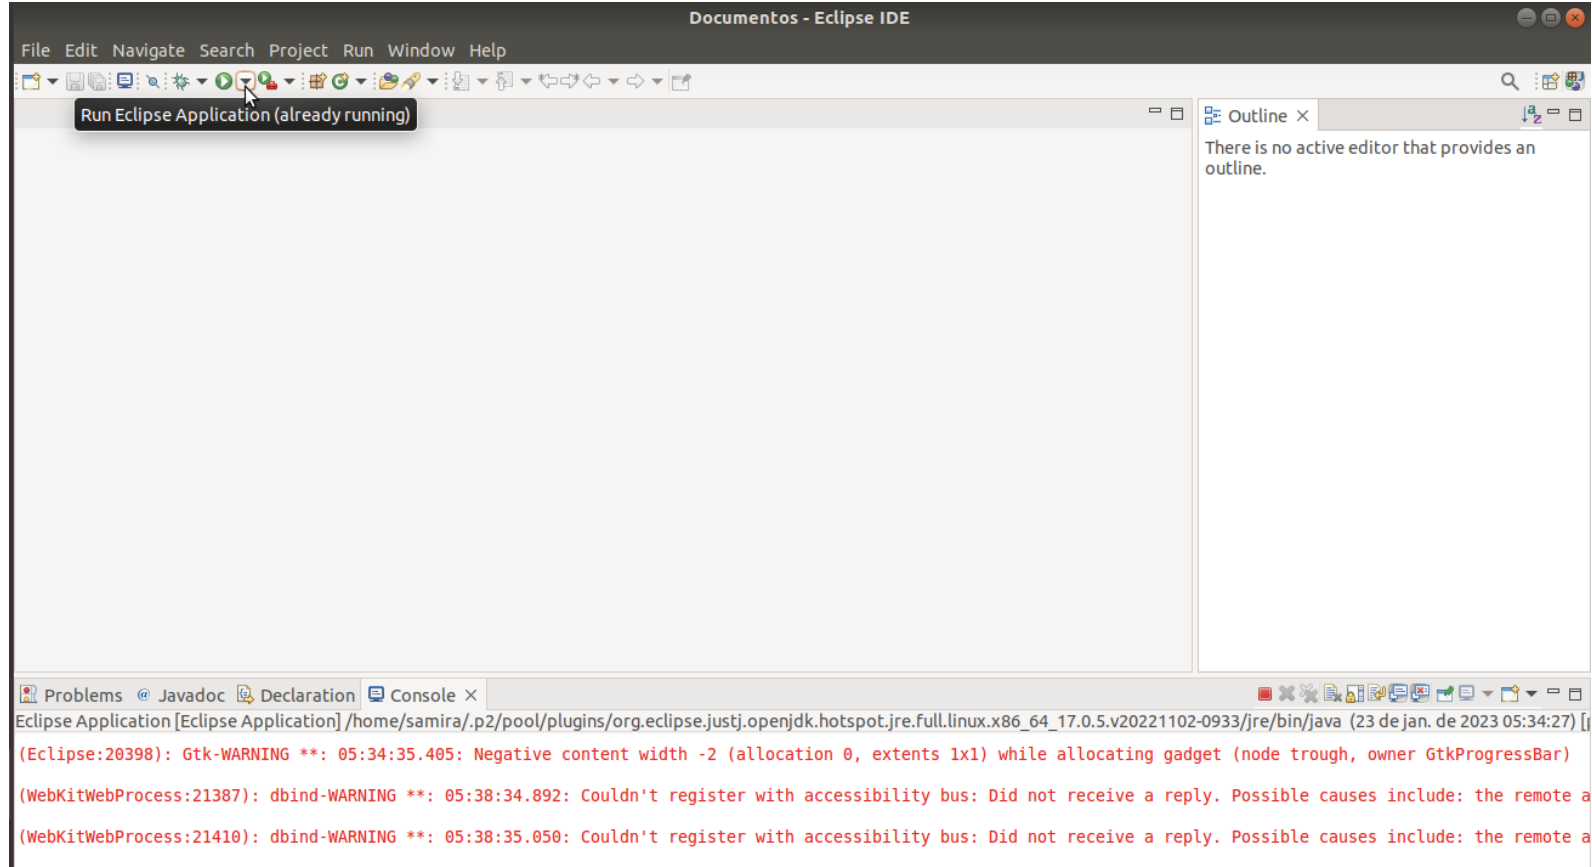 Documentos - Eclipse IDE
File Edit Navigate Search Project Run Window Help
Run Eclipse Application (already running)
Outline
There is no active editor that provides an
outline.
Problems @ Javadoc Declaration Console
Eclipse Application [Eclipse Application] /home/samira/.p2/pool/plugins/org.eclipse.justj.openjdk.hotspot.jre.full.linux.x86_64_17.0.5.v20221102-0933/jre/bin/java (23 de jan. de 2023 05:34:27) [
(Eclipse:20398): Gtk-WARNING **: 05:34:35.405: Negative content width -2 (allocation 0, extents 1x1) while allocating gadget (node trough, owner GtkProgressBar)
(WebKitWebProcess:21387): dbind-WARNING **: 05:38:34.892: Couldn't register with accessibility bus: Did not receive a reply. Possible causes include: the remote a
(WebKitWebProcess:21410): dbind-WARNING **: 05:38:35.050: Couldn't register with accessibility bus: Did not receive a reply. Possible causes include: the remote a